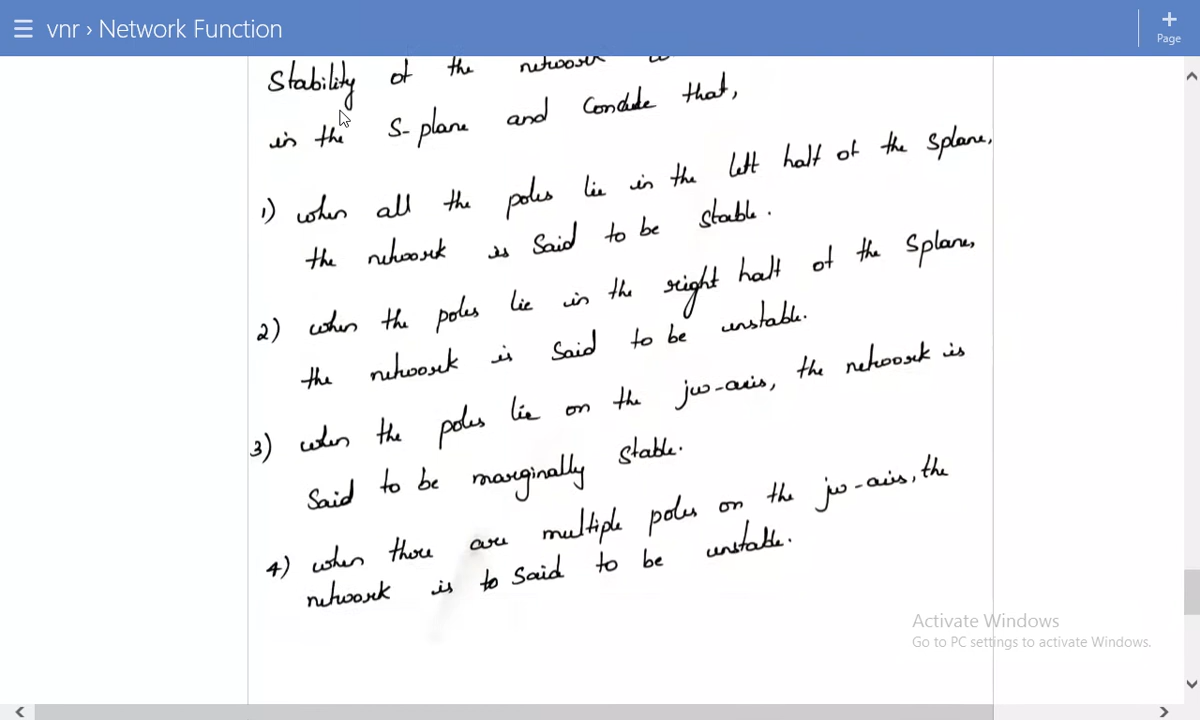 vnr › Network Function
+
Page
Stability of the network
in the S-plane and Conclude that,
1) when all the poles lie in the left half of the Splane,
the network is Said to be stable.
2) when the poles lie in the right half of the Splane,
the network is Said to be unstable.
3) when the poles lie on the jω-axis, the network is
Said to be marginally stable.
4) when there are multiple poles on the jω-axis, the
network is to Said to be unstable.
Activate Windows
Go to PC settings to activate Windows.